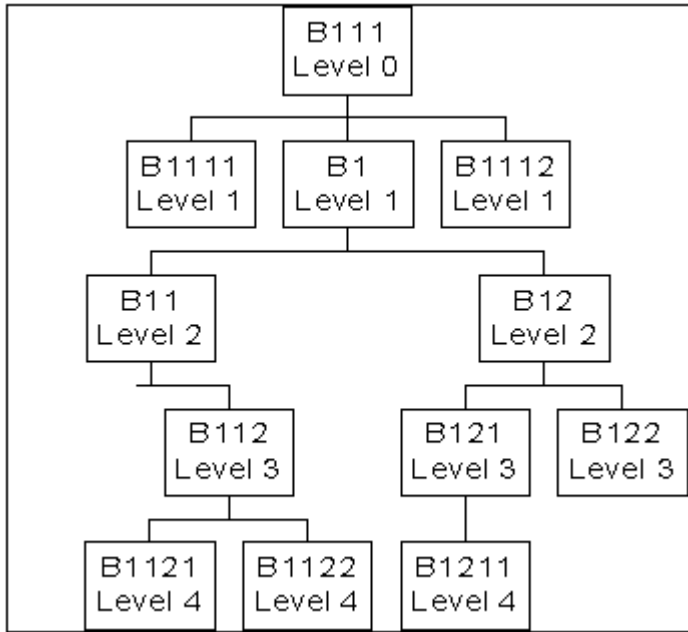 B111
Level 0
B1111
Level 1
B1
Level 1
B1112
Level 1
B11
Level 2
B12
Level 2
B112
Level 3
B121
Level 3
B122
Level 3
B1121
Level 4
B1122
Level 4
B1211
Level 4